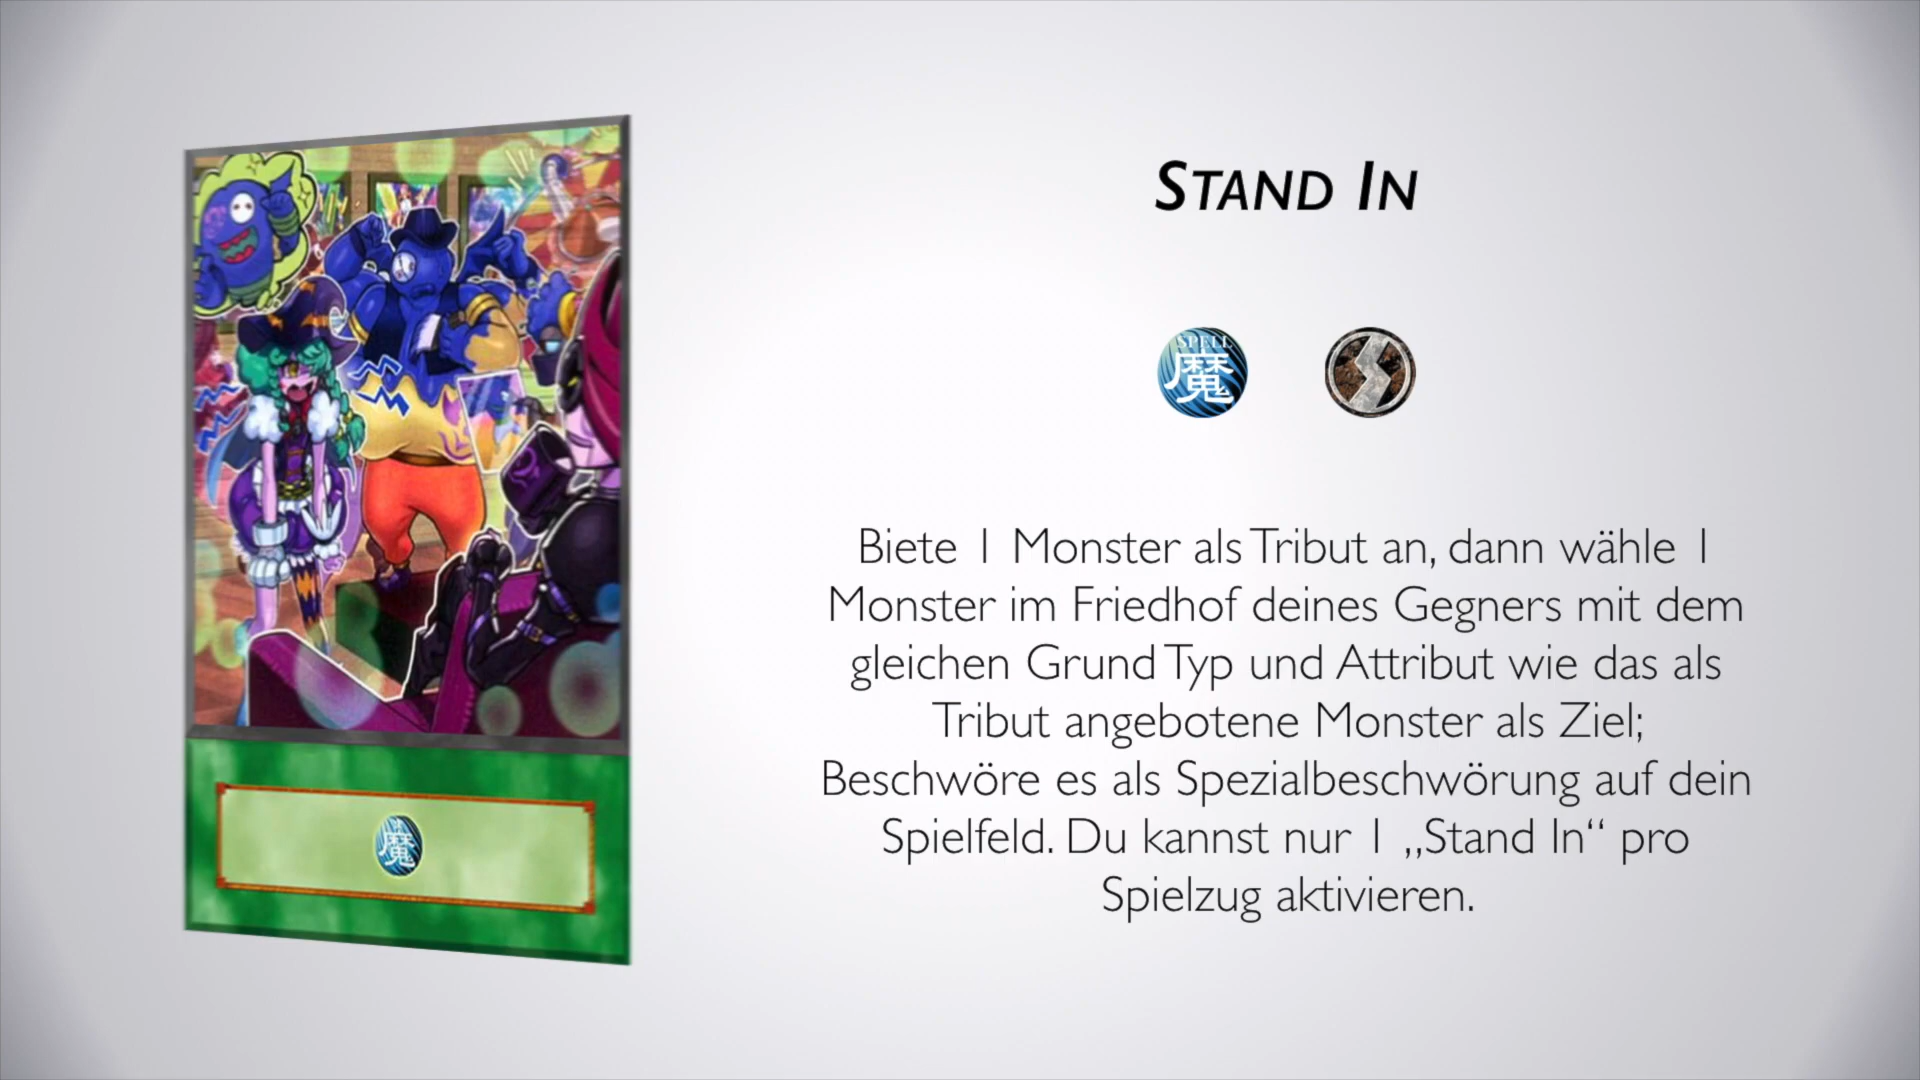 STAND IN
SPELL
魔
Biete 1 Monster als Tribut an, dann wähle 1
Monster im Friedhof deines Gegners mit dem
gleichen Grund Typ und Attribut wie das als
Tribut angebotene Monster als Ziel;
Beschwöre es als Spezialbeschwörung auf dein
Spielfeld. Du kannst nur 1 „Stand In“ pro
Spielzug aktivieren.
魔